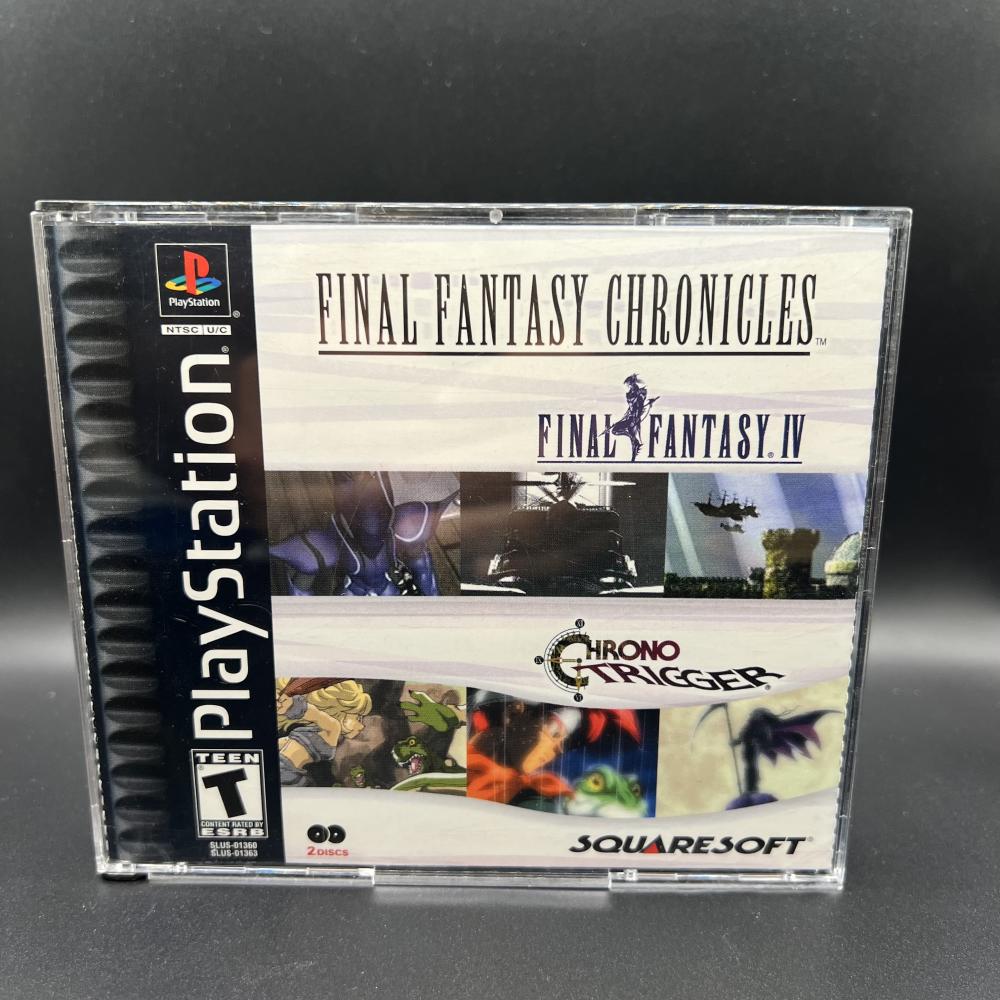 PlayStation
®
NTSC U/C
PlayStation®
TEEN
T
CONTENT RATED BY
ESRB
SLUS-01360
SLUS-01363
FINAL FANTASY CHRONICLES™
FINAL FANTASY® IV
CHRONO
TRIGGER®
2 DISCS
SQUARESOFT®